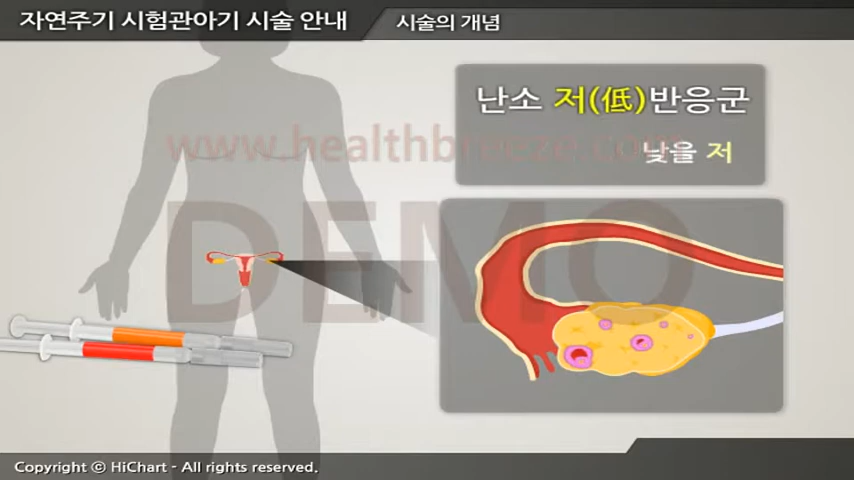 자연주기 시험관아기 시술 안내
시술의 개념
난소 저(低)반응군
낮을 저
www.healthbreeze.com
DEMO
Copyright ⓒ HiChart - All rights reserved.